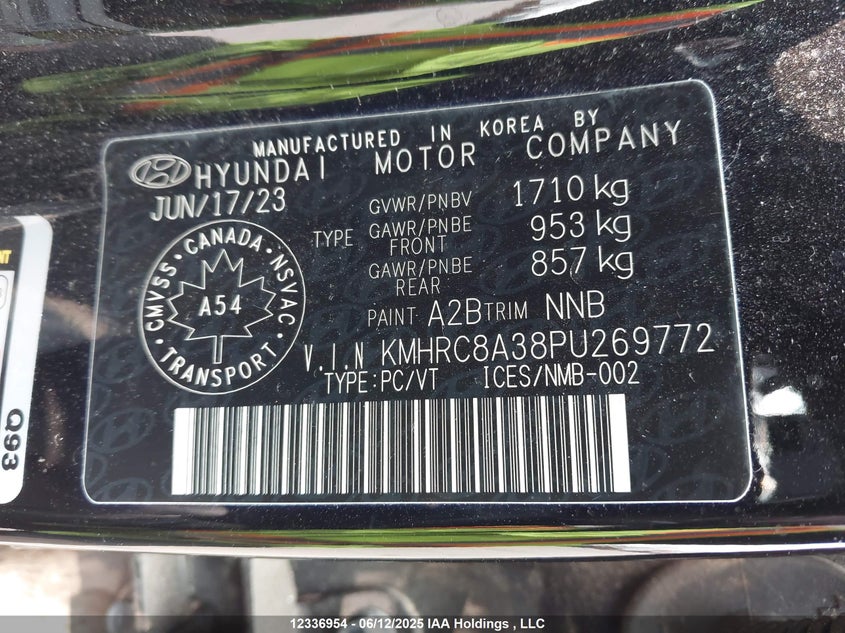 MANUFACTURED IN KOREA BY
HYUNDAI MOTOR COMPANY
JUN/17/23
GVWR/PNBV 1710 kg
TYPE GAWR/PNBE FRONT 953 kg
GAWR/PNBE REAR 857 kg
PAINT A2B TRIM NNB
CMVSS · CANADA · NSVAC
A54
TRANSPORT
V.I.N KMHRC8A38PU269772
TYPE:PC/VT ICES/NMB-002
Q93
12336954 - 06/12/2025 IAA Holdings , LLC